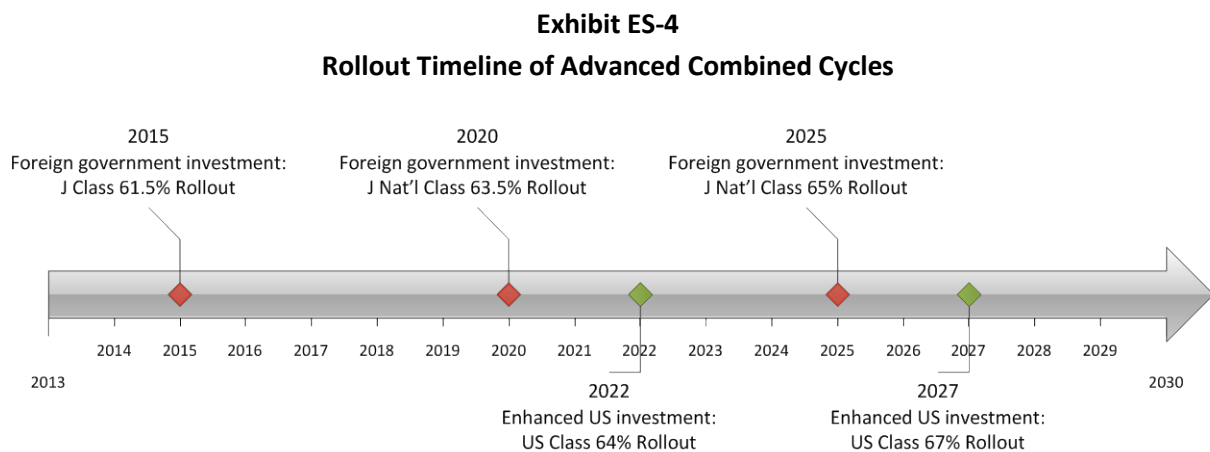 Exhibit ES-4
Rollout Timeline of Advanced Combined Cycles
2015
Foreign government investment:
J Class 61.5% Rollout
2020
Foreign government investment:
J Nat’l Class 63.5% Rollout
2025
Foreign government investment:
J Nat’l Class 65% Rollout
2014 2015 2016 2017 2018 2019 2020 2021 2022 2023 2024 2025 2026 2027 2028 2029
2013 2030
2022
Enhanced US investment:
US Class 64% Rollout
2027
Enhanced US investment:
US Class 67% Rollout